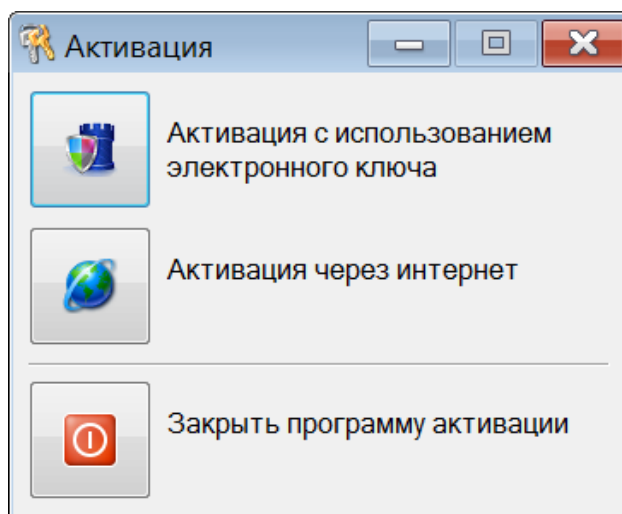 Активация
Активация с использованием
электронного ключа
Активация через интернет
Закрыть программу активации